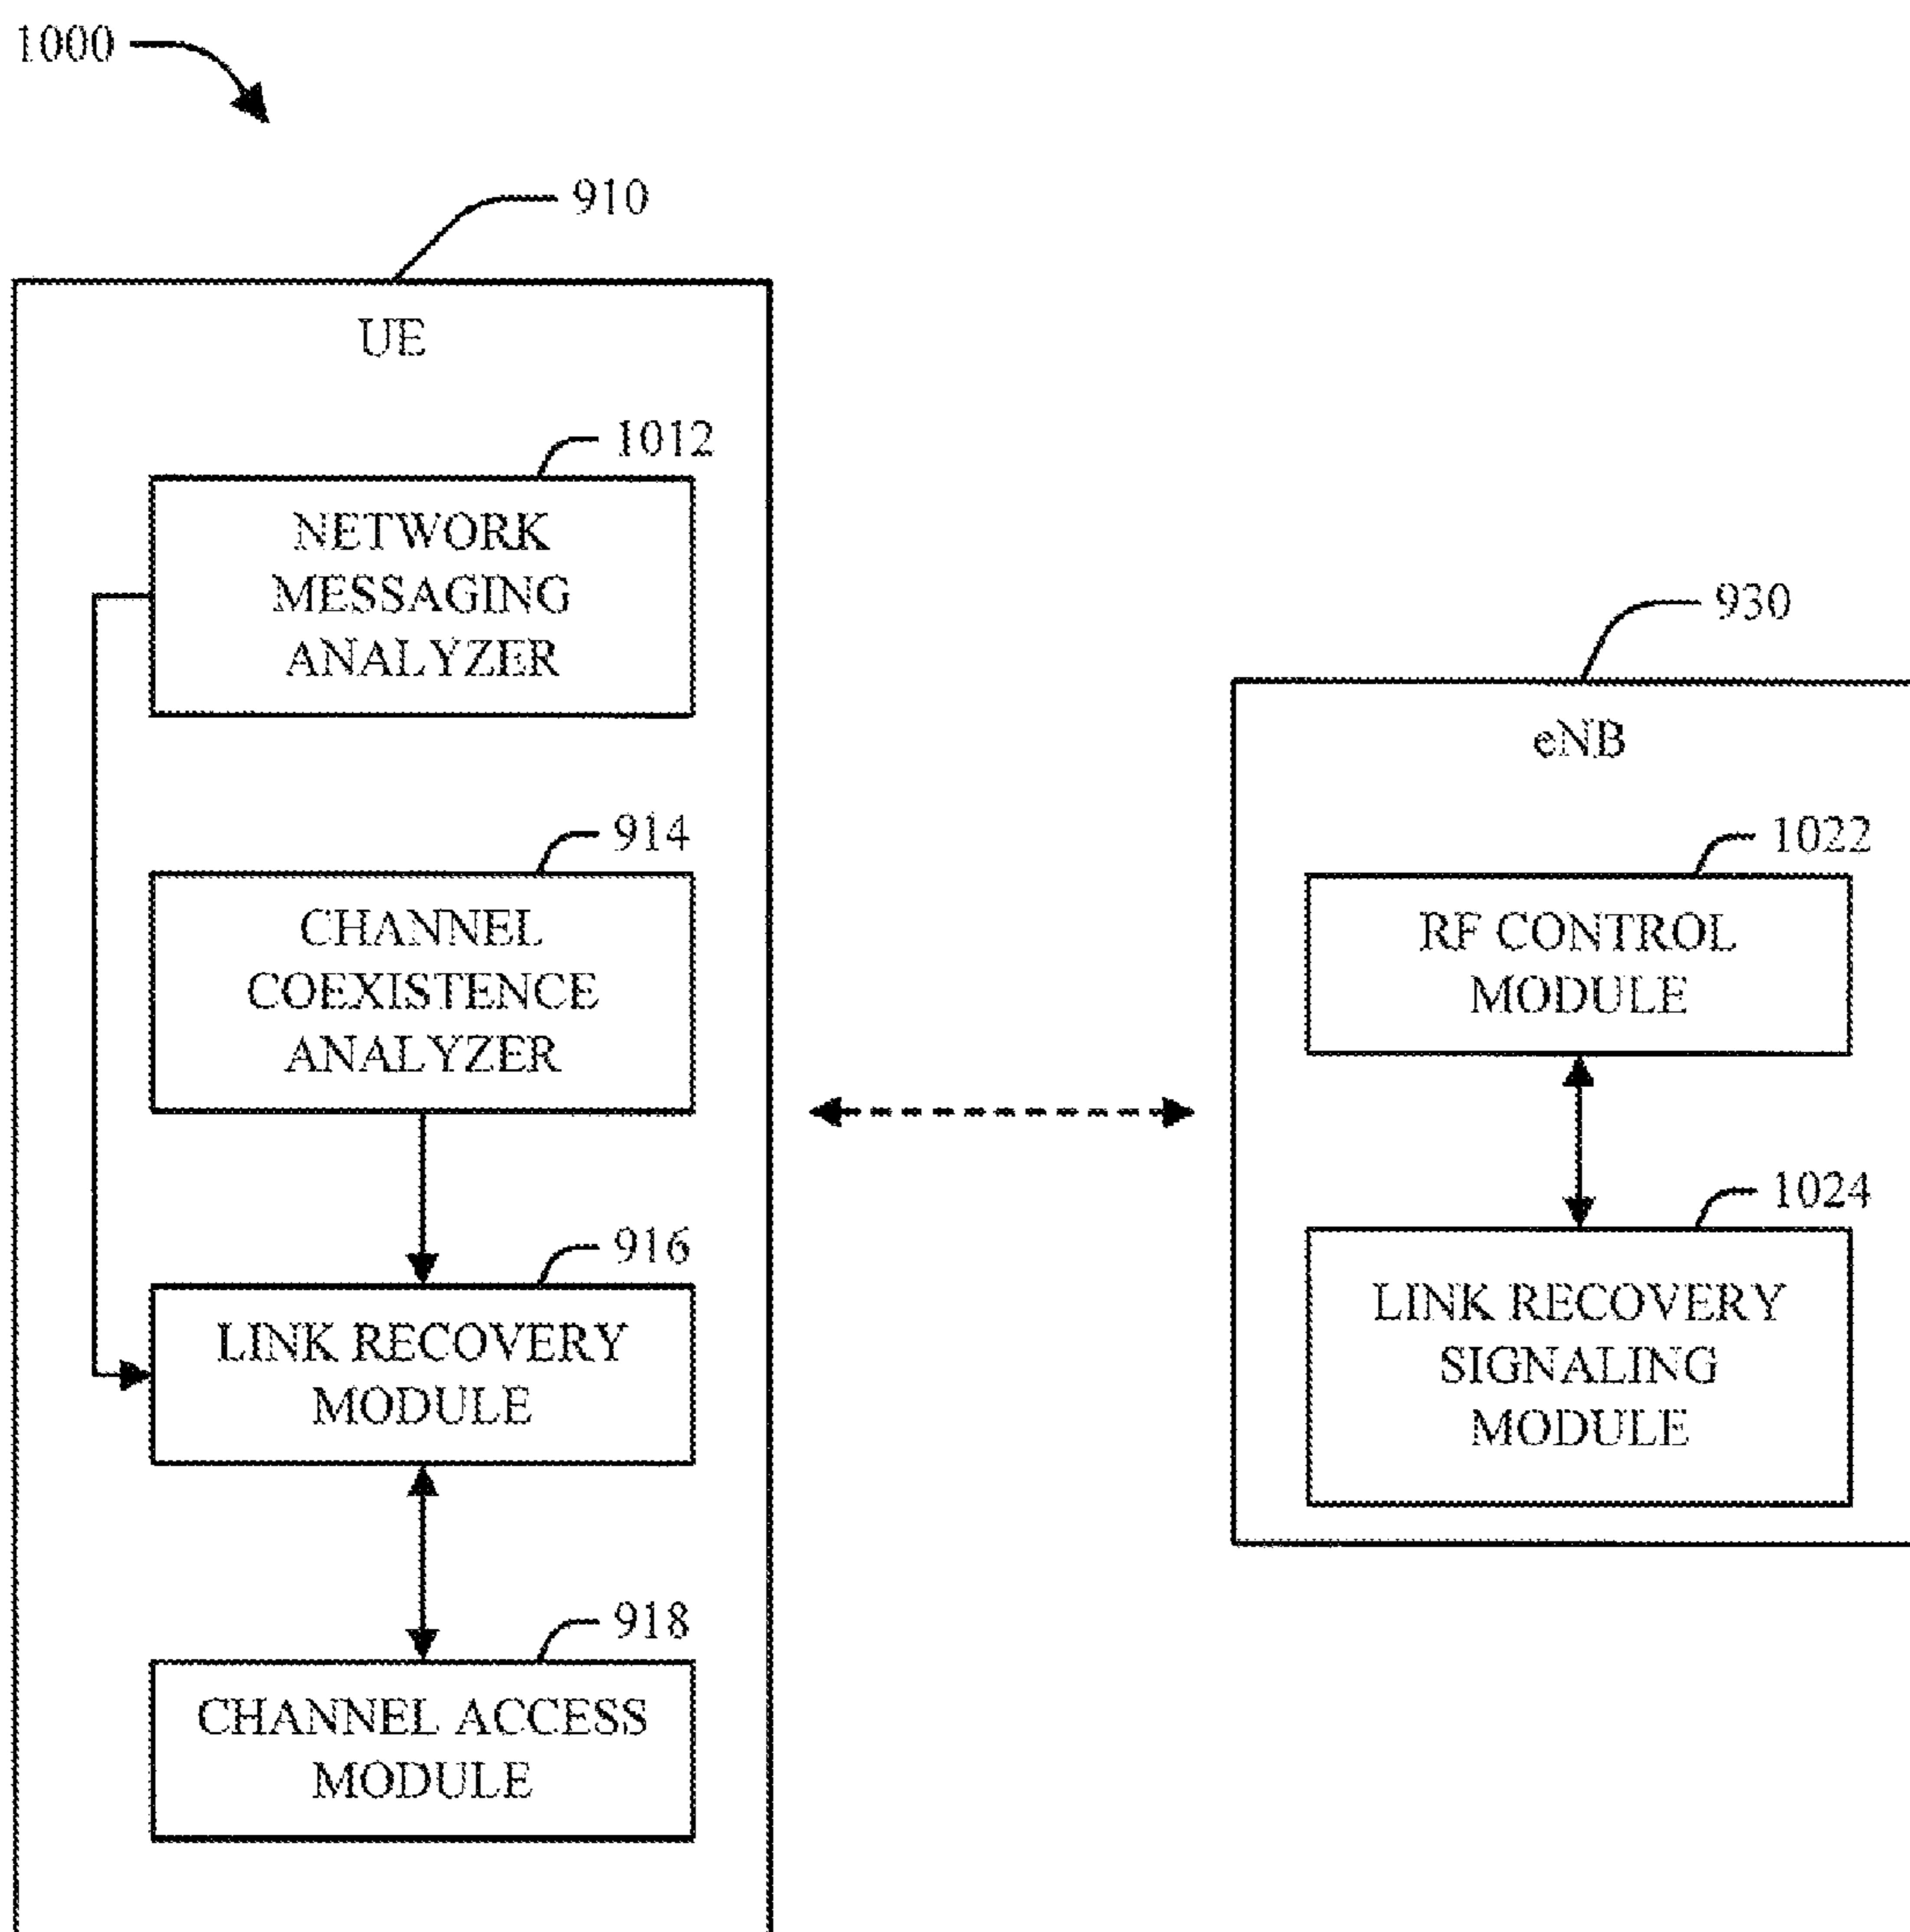 1000
910
UE
1012
NETWORK
MESSAGING
ANALYZER
914
CHANNEL
COEXISTENCE
ANALYZER
916
LINK RECOVERY
MODULE
918
CHANNEL ACCESS
MODULE
930
eNB
1022
RF CONTROL
MODULE
1024
LINK RECOVERY
SIGNALING
MODULE